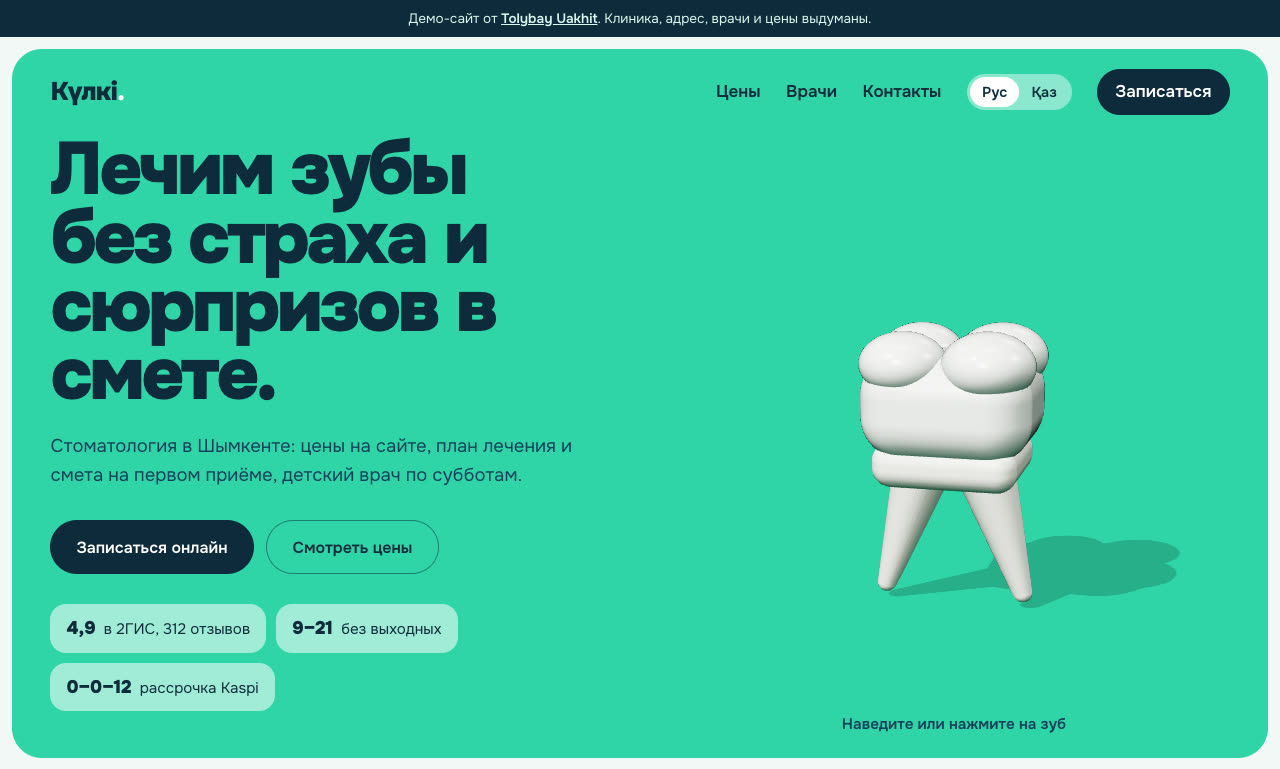 Демо-сайт от Tolybay Uakhit. Клиника, адрес, врачи и цены выдуманы.
Күлкі.
Цены Врачи Контакты Рус Қаз Записаться
Лечим зубы
без страха и
сюрпризов в
смете.
Стоматология в Шымкенте: цены на сайте, план лечения и
смета на первом приёме, детский врач по субботам.
Записаться онлайн Смотреть цены
4,9 в 2ГИС, 312 отзывов 9–21 без выходных
0–0–12 рассрочка Kaspi
Наведите или нажмите на зуб